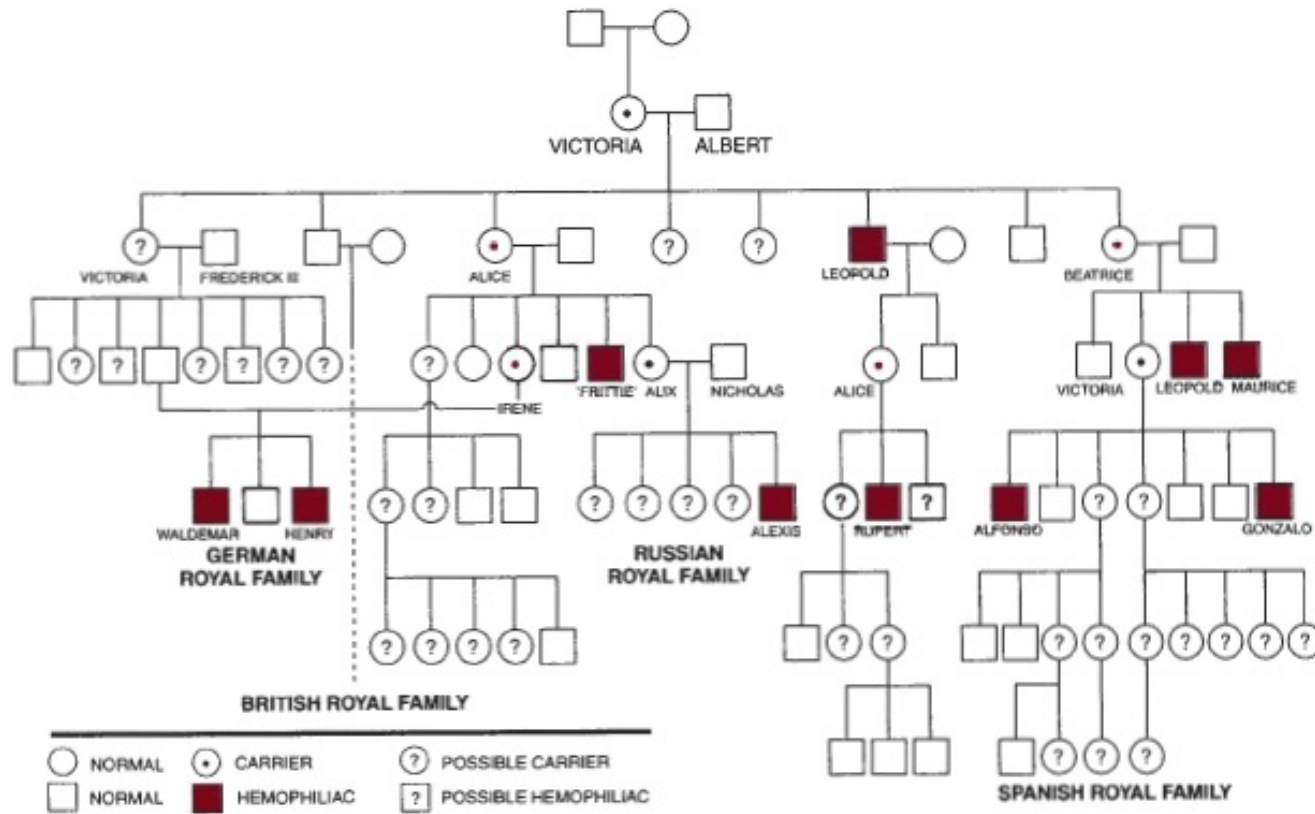 VICTORIA ALBERT
? ? ? ?
VICTORIA FREDERICK III ALICE LEOPOLD BEATRICE
? ? ? ? ? ? ?
'FRITTIE' ALIX NICHOLAS ALICE VICTORIA LEOPOLD MAURICE
IRENE
? ? ? ? ? ? ? ? ? ?
WALDEMAR HENRY ALEXIS RUPERT ALFONSO GONZALO
GERMAN
ROYAL FAMILY
RUSSIAN
ROYAL FAMILY
? ? ? ? ? ? ? ? ? ? ? ?
BRITISH ROYAL FAMILY
? ? ?
NORMAL CARRIER ? POSSIBLE CARRIER
NORMAL HEMOPHILIAC ? POSSIBLE HEMOPHILIAC
SPANISH ROYAL FAMILY